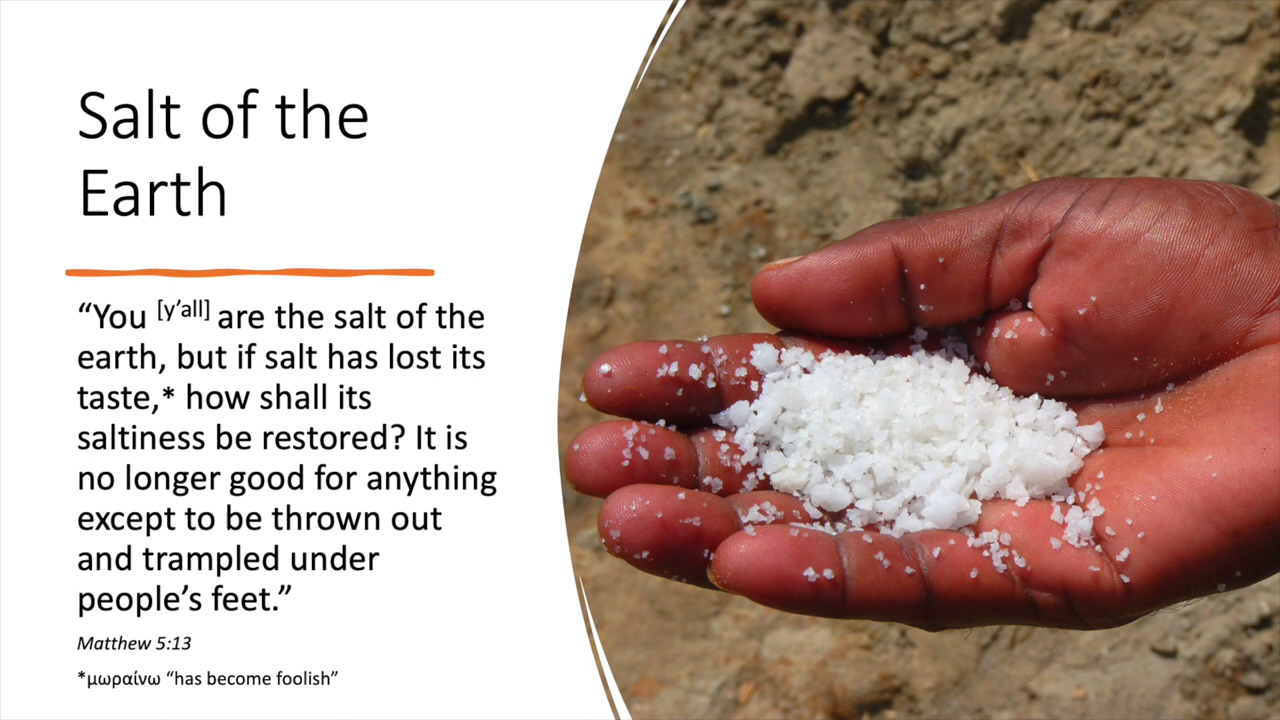 Salt of the
Earth
“You [y’all] are the salt of the
earth, but if salt has lost its
taste,* how shall its
saltiness be restored? It is
no longer good for anything
except to be thrown out
and trampled under
people’s feet.”
Matthew 5:13
*μωραίνω “has become foolish”